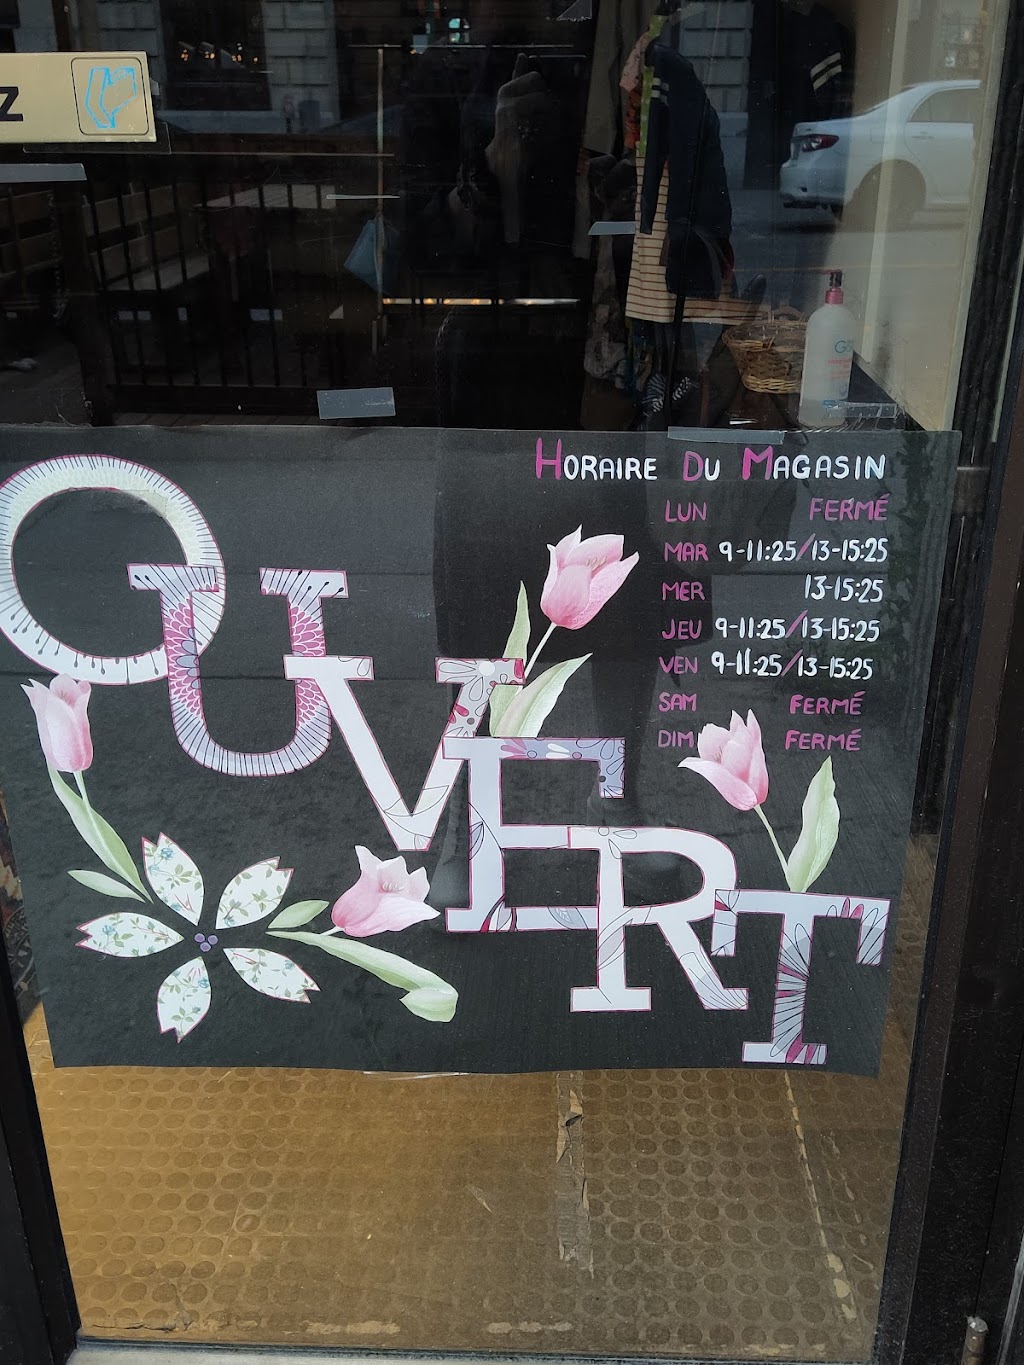 Z
HORAIRE DU MAGASIN
LUN FERMÉ
MAR 9-11:25/13-15:25
MER 13-15:25
JEU 9-11:25/13-15:25
VEN 9-11:25/13-15:25
SAM FERMÉ
DIM FERMÉ
OUVERT